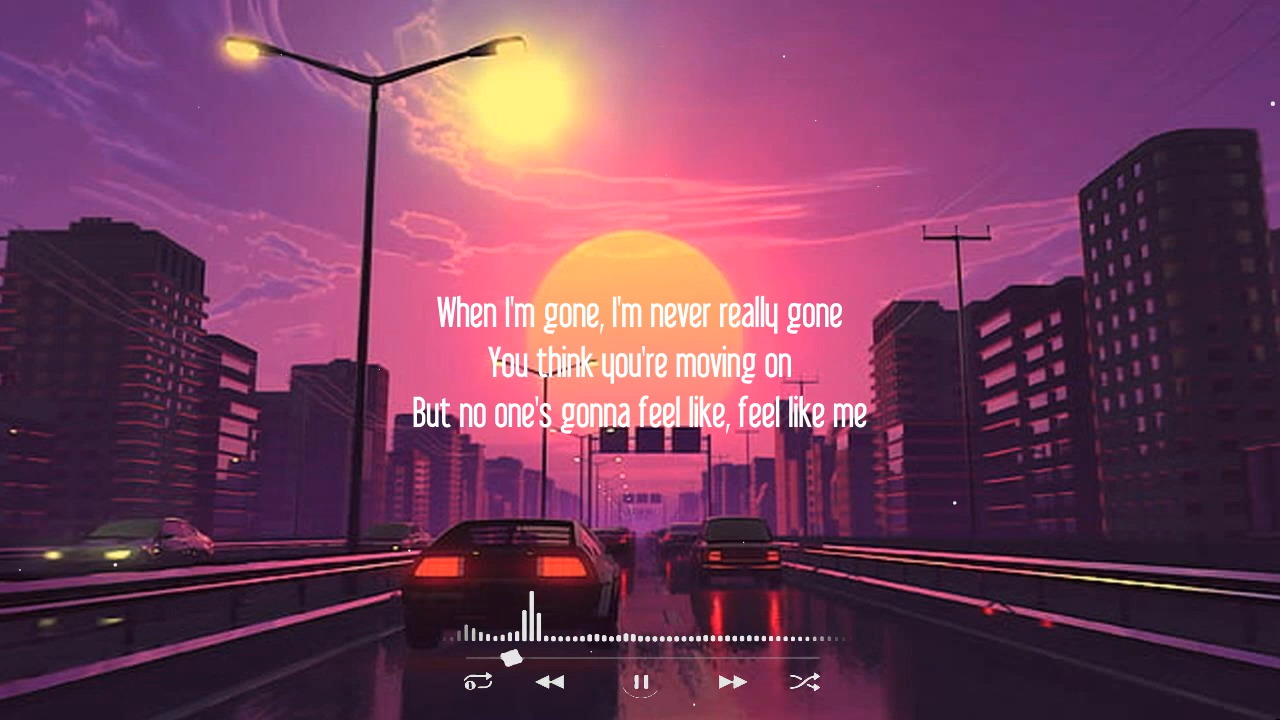 When I'm gone, I'm never really gone
You think you're moving on
But no one's gonna feel like, feel like me